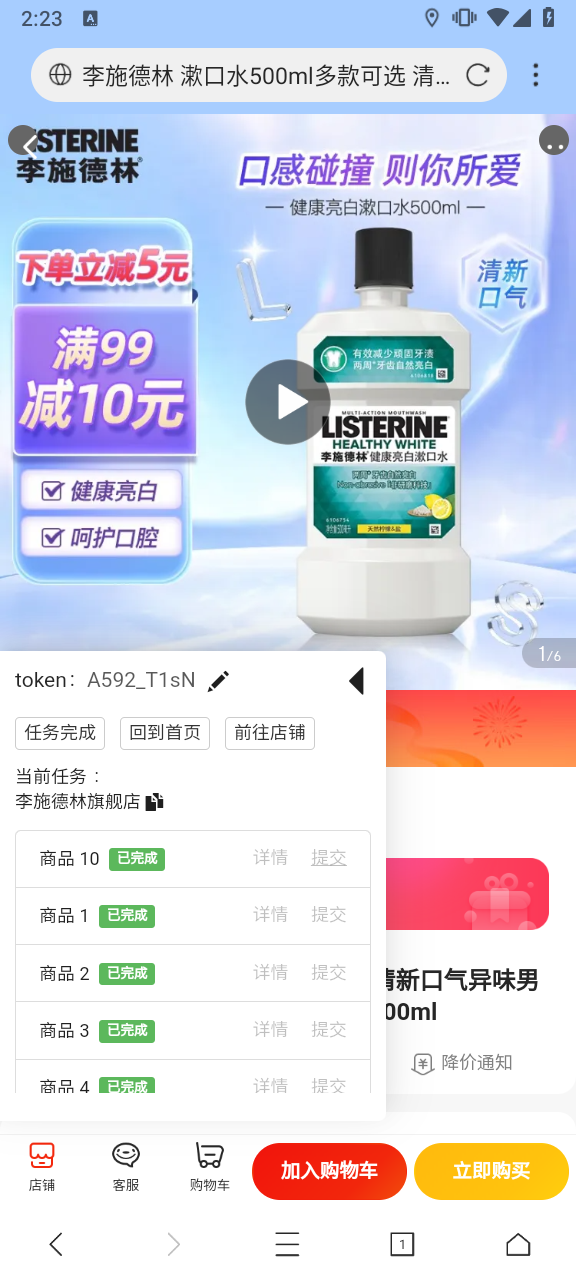 2:23
A
李施德林 漱口水500ml多款可选 清...
STERINE
李施德林
口感碰撞 则你所爱
健康亮白漱口水500ml
下单立减5元
满99
减10元
健康亮白
呵护口腔
清新
口气
有效减少顽固牙渍
两周*牙齿自然亮白
MULTI-ACTION MOUTHWASH
LISTERINE
HEALTHY WHITE
李施德林 健康亮白漱口水
天然柠檬&盐
1/6
token: A592_T1sN
任务完成 回到首页 前往店铺
当前任务：
李施德林旗舰店
商品 10 已完成 详情 提交
商品 1 已完成 详情 提交
商品 2 已完成 详情 提交
商品 3 已完成 详情 提交
商品 4 已完成 详情 提交
清新口气异味男
00ml
降价通知
店铺 客服 购物车 加入购物车 立即购买
1